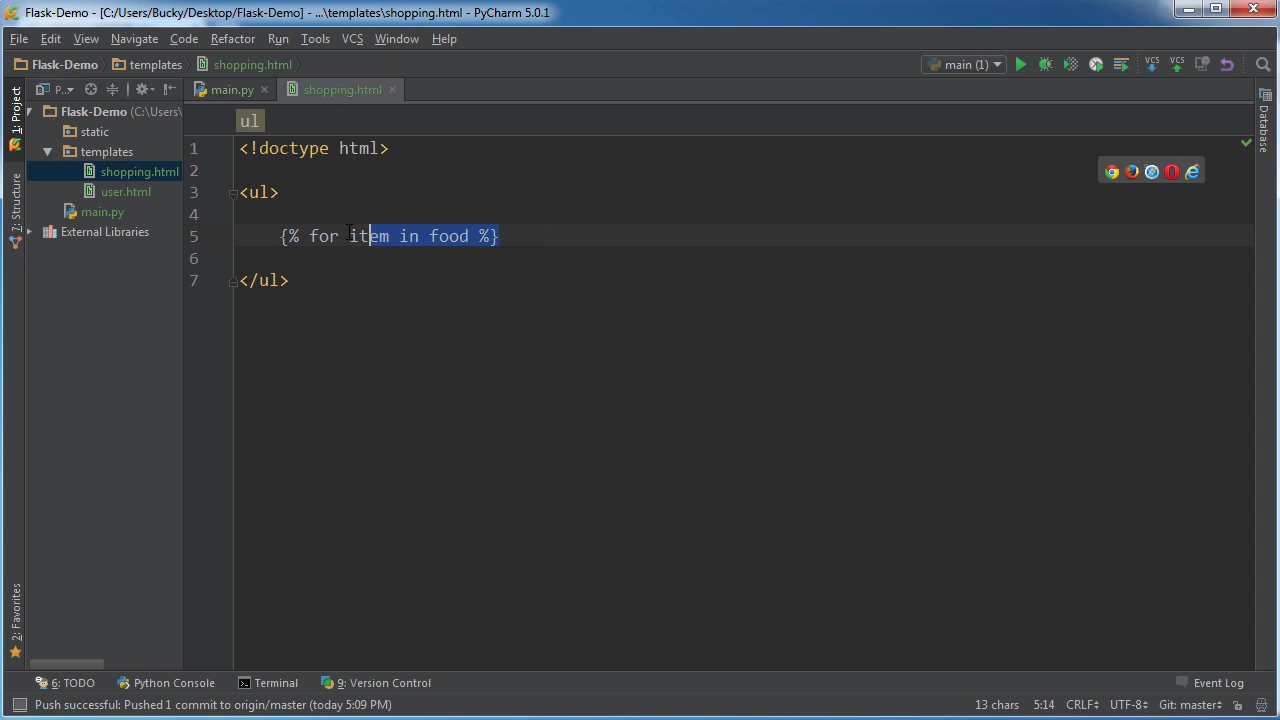 Flask-Demo - [C:/Users/Bucky/Desktop/Flask-Demo] - ...\templates\shopping.html - PyCharm 5.0.1
File Edit View Navigate Code Refactor Run Tools VCS Window Help
Flask-Demo templates shopping.html main (1) VCS VCS
1: Project
7: Structure
2: Favorites
P..
Flask-Demo (C:\Users\
static
templates
shopping.html
user.html
main.py
External Libraries
main.py shopping.html
ul
1 <!doctype html>
2
3 <ul>
4
5 {% for item in food %}
6
7 </ul>
Database
6: TODO Python Console Terminal 9: Version Control Event Log
Push successful: Pushed 1 commit to origin/master (today 5:09 PM) 13 chars 5:14 CRLF UTF-8 Git: master